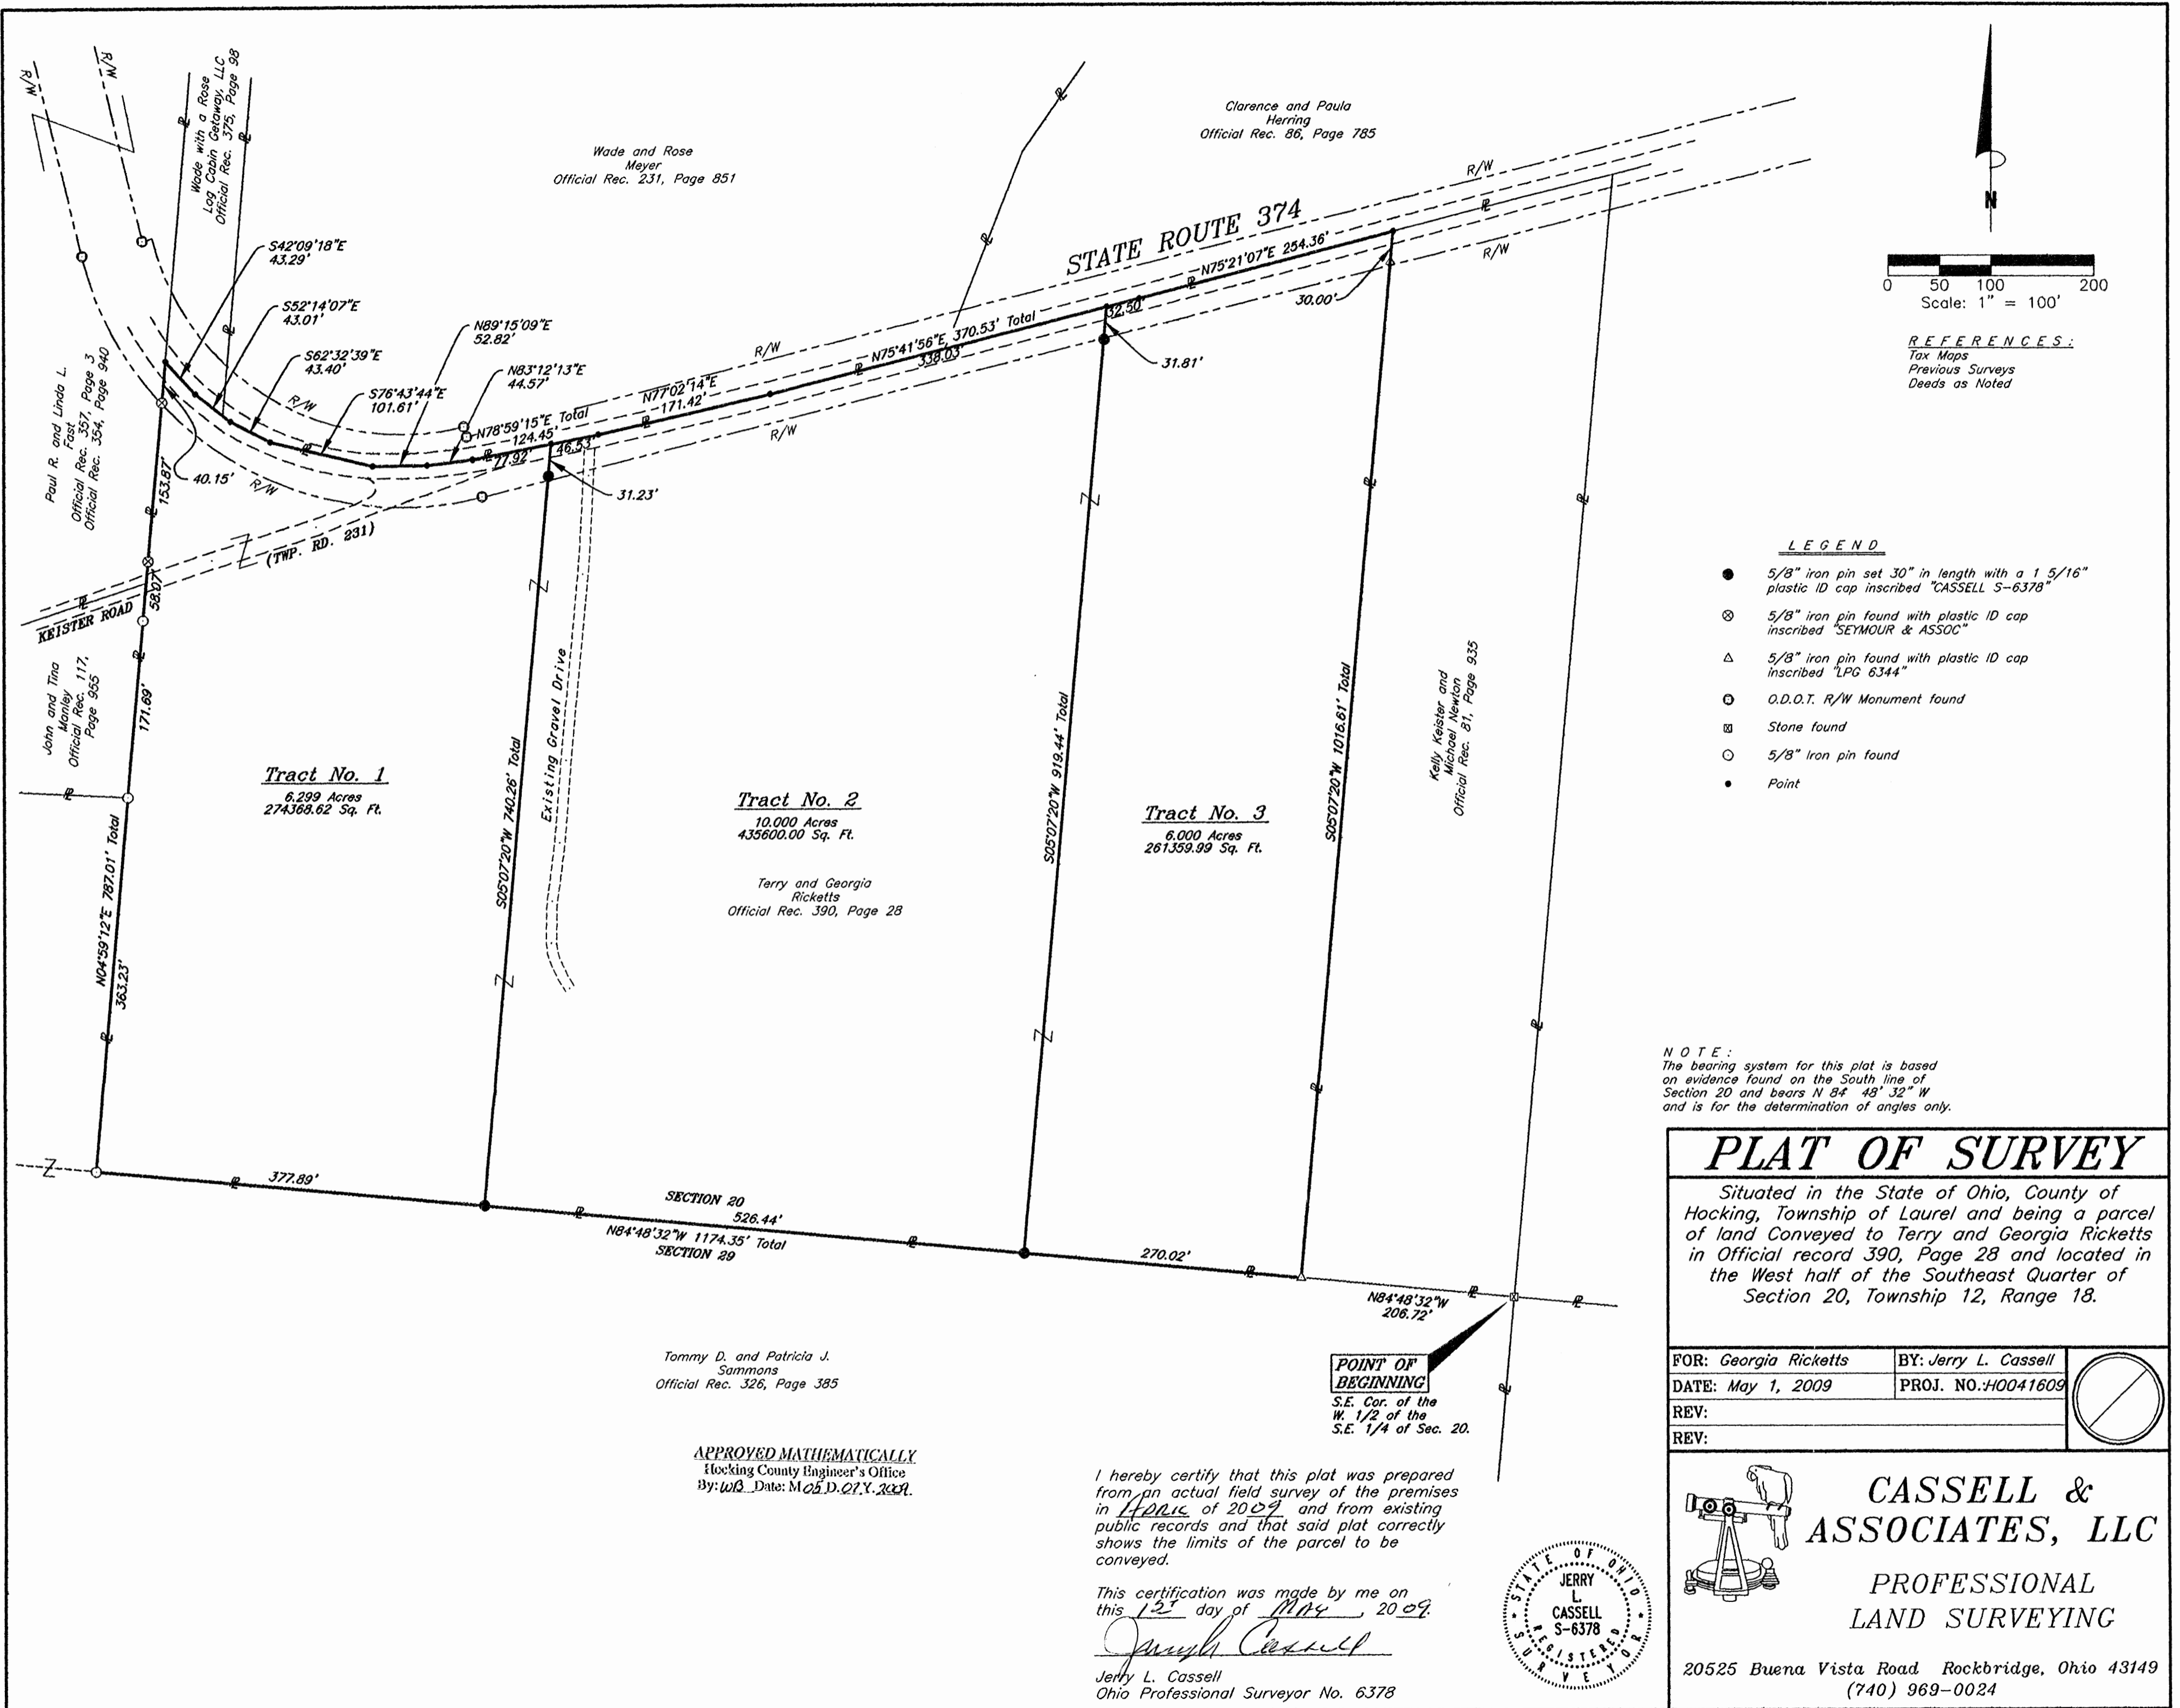 R/W
R/W
Wade with a Rose
Log Cabin Getaway, LLC
Official Rec. 375, Page 98
Wade and Rose
Meyer
Official Rec. 231, Page 851
Clarence and Paula
Herring
Official Rec. 86, Page 785
R/W
STATE ROUTE 374
R/W
N75°21'07"E 254.36'
30.00'
N
0 50 100 200
Scale: 1" = 100'
REFERENCES:
Tax Maps
Previous Surveys
Deeds as Noted
S42°09'18"E
43.29'
S52°14'07"E
43.01'
S62°32'39"E
43.40'
S76°43'44"E
101.61'
N89°15'09"E
52.82'
N83°12'13"E
44.57'
N78°59'15"E Total
124.45'
77.92'
46.53'
N77°02'14"E
171.42'
N75°41'56"E, 370.53' Total
338.03'
32.50'
31.81'
31.23'
R/W
R/W
R/W
R/W
40.15'
Paul R. and Linda L.
Fast
Official Rec. 357, Page 3
Official Rec. 354, Page 940
153.87'
(TWP. RD. 231)
KEISTER ROAD
58.07'
John and Tina
Manley
Official Rec. 117,
Page 955
171.69'
N04°59'12"E 787.01' Total
363.23'
Tract No. 1
6.299 Acres
274368.62 Sq. Ft.
S05°07'20"W 740.26' Total
Existing Gravel Drive
Tract No. 2
10.000 Acres
435600.00 Sq. Ft.
Terry and Georgia
Ricketts
Official Rec. 390, Page 28
S05°07'20"W 919.44' Total
Tract No. 3
6.000 Acres
261359.99 Sq. Ft.
S05°07'20"W 1016.61' Total
Kelly Keister and
Michael Newton
Official Rec. 81, Page 935
LEGEND
5/8" iron pin set 30" in length with a 1 5/16"
plastic ID cap inscribed "CASSELL S-6378"
5/8" iron pin found with plastic ID cap
inscribed "SEYMOUR & ASSOC"
5/8" iron pin found with plastic ID cap
inscribed "LPG 6344"
O.D.O.T. R/W Monument found
Stone found
5/8" Iron pin found
Point
377.89'
SECTION 20
526.44'
N84°48'32"W 1174.35' Total
SECTION 29
270.02'
N84°48'32"W
206.72'
POINT OF
BEGINNING
S.E. Cor. of the
W. 1/2 of the
S.E. 1/4 of Sec. 20.
Tommy D. and Patricia J.
Sammons
Official Rec. 326, Page 385
NOTE:
The bearing system for this plat is based
on evidence found on the South line of
Section 20 and bears N 84° 48' 32" W
and is for the determination of angles only.
APPROVED MATHEMATICALLY
Hocking County Engineer's Office
By: WB Date: M 05 D. 07 Y. 2009.
I hereby certify that this plat was prepared
from an actual field survey of the premises
in APRIL of 2009 and from existing
public records and that said plat correctly
shows the limits of the parcel to be
conveyed.
This certification was made by me on
this 1ST day of MAY, 2009.
Jerry L. Cassell
Jerry L. Cassell
Ohio Professional Surveyor No. 6378
STATE OF OHIO
JERRY
L.
CASSELL
S-6378
REGISTERED
SURVEYOR
PLAT OF SURVEY
Situated in the State of Ohio, County of
Hocking, Township of Laurel and being a parcel
of land Conveyed to Terry and Georgia Ricketts
in Official record 390, Page 28 and located in
the West half of the Southeast Quarter of
Section 20, Township 12, Range 18.
FOR: Georgia Ricketts BY: Jerry L. Cassell
DATE: May 1, 2009 PROJ. NO.:H0041609
REV:
REV:
CASSELL &
ASSOCIATES, LLC
PROFESSIONAL
LAND SURVEYING
20525 Buena Vista Road Rockbridge, Ohio 43149
(740) 969-0024